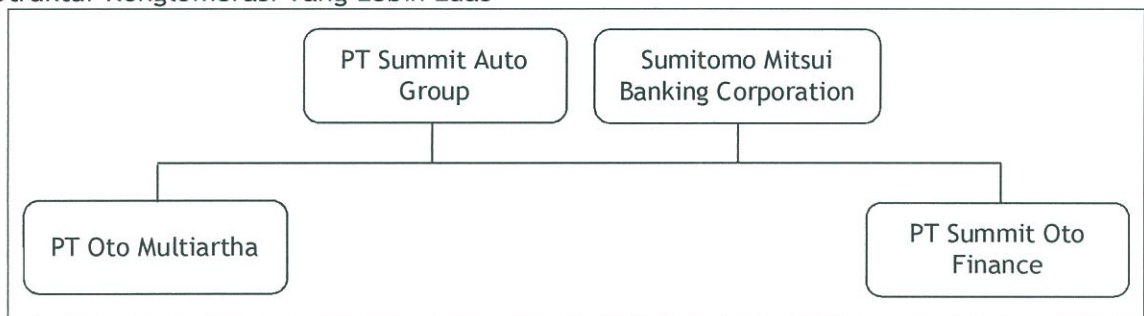 PT Summit Auto
Group
Sumitomo Mitsui
Banking Corporation
PT Oto Multiartha
PT Summit Oto
Finance